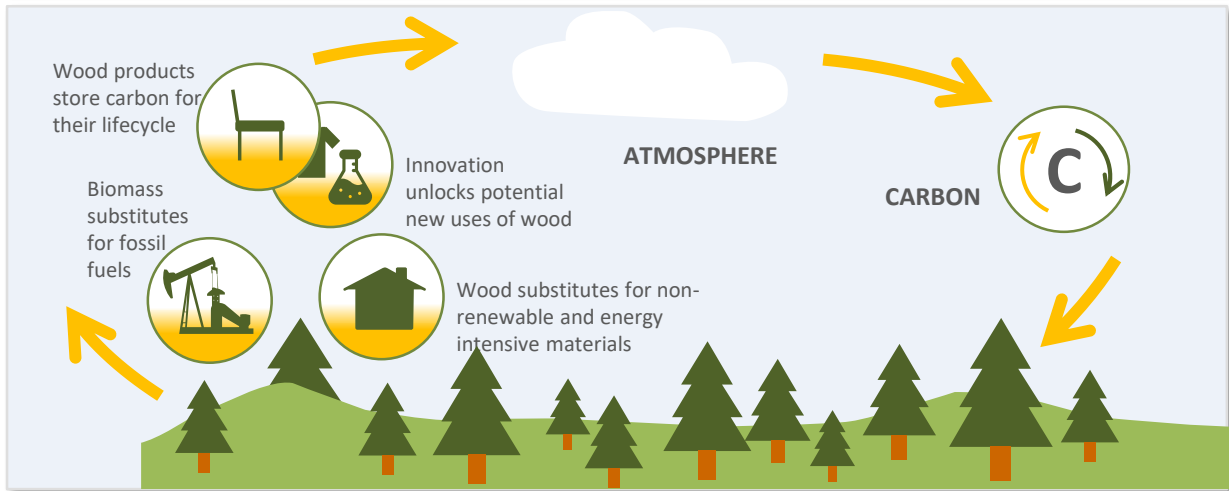 Wood products
store carbon for
their lifecycle
Innovation
unlocks potential
new uses of wood
Biomass
substitutes
for fossil
fuels
Wood substitutes for non-
renewable and energy
intensive materials
ATMOSPHERE
CARBON
C